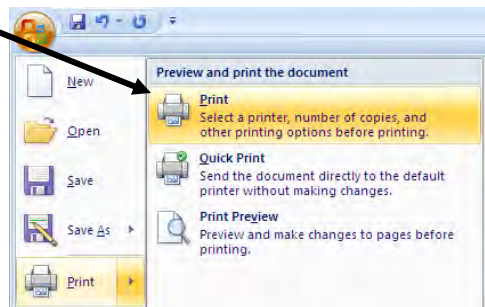 New
Open
Save
Save As
Print
Preview and print the document
Print
Select a printer, number of copies, and
other printing options before printing.
Quick Print
Send the document directly to the default
printer without making changes.
Print Preview
Preview and make changes to pages before
printing.